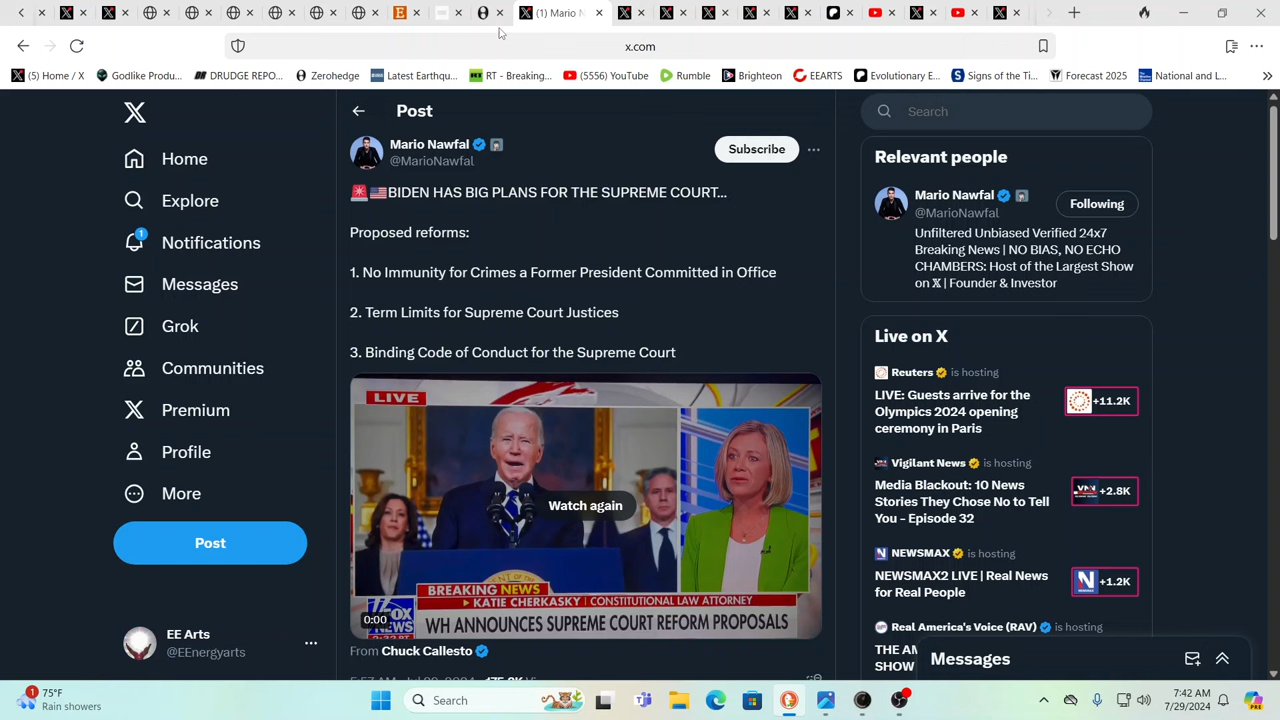 (1) Mario N
x.com
(5) Home / X
Godlike Produ...
DRUDGE REPO...
Zerohedge
Latest Earthqu...
RT - Breaking...
(5556) YouTube
Rumble
Brighteon
EEARTS
Evolutionary E...
Signs of the Ti...
Forecast 2025
National and L...
Home
Explore
1
Notifications
Messages
Grok
Communities
Premium
Profile
More
Post
EE Arts
@EEnergyarts
Post
Mario Nawfal
@MarioNawfal
Subscribe
🚨🇺🇸BIDEN HAS BIG PLANS FOR THE SUPREME COURT...
Proposed reforms:
1. No Immunity for Crimes a Former President Committed in Office
2. Term Limits for Supreme Court Justices
3. Binding Code of Conduct for the Supreme Court
LIVE
Watch again
BREAKING NEWS
KATIE CHERKASKY | CONSTITUTIONAL LAW ATTORNEY
WH ANNOUNCES SUPREME COURT REFORM PROPOSALS
FOX
NEWS
0:00
From Chuck Callesto
Search
Relevant people
Mario Nawfal
@MarioNawfal
Following
Unfiltered Unbiased Verified 24x7
Breaking News | NO BIAS, NO ECHO
CHAMBERS: Host of the Largest Show
on 𝕏 | Founder & Investor
Live on X
Reuters is hosting
LIVE: Guests arrive for the
Olympics 2024 opening
ceremony in Paris
+11.2K
Vigilant News is hosting
Media Blackout: 10 News
Stories They Chose No to Tell
You – Episode 32
+2.8K
NEWSMAX is hosting
NEWSMAX2 LIVE | Real News
for Real People
+1.2K
Real America's Voice (RAV) is hosting
THE AM
SHOW
Messages
1
75°F
Rain showers
Search
7:42 AM
7/29/2024